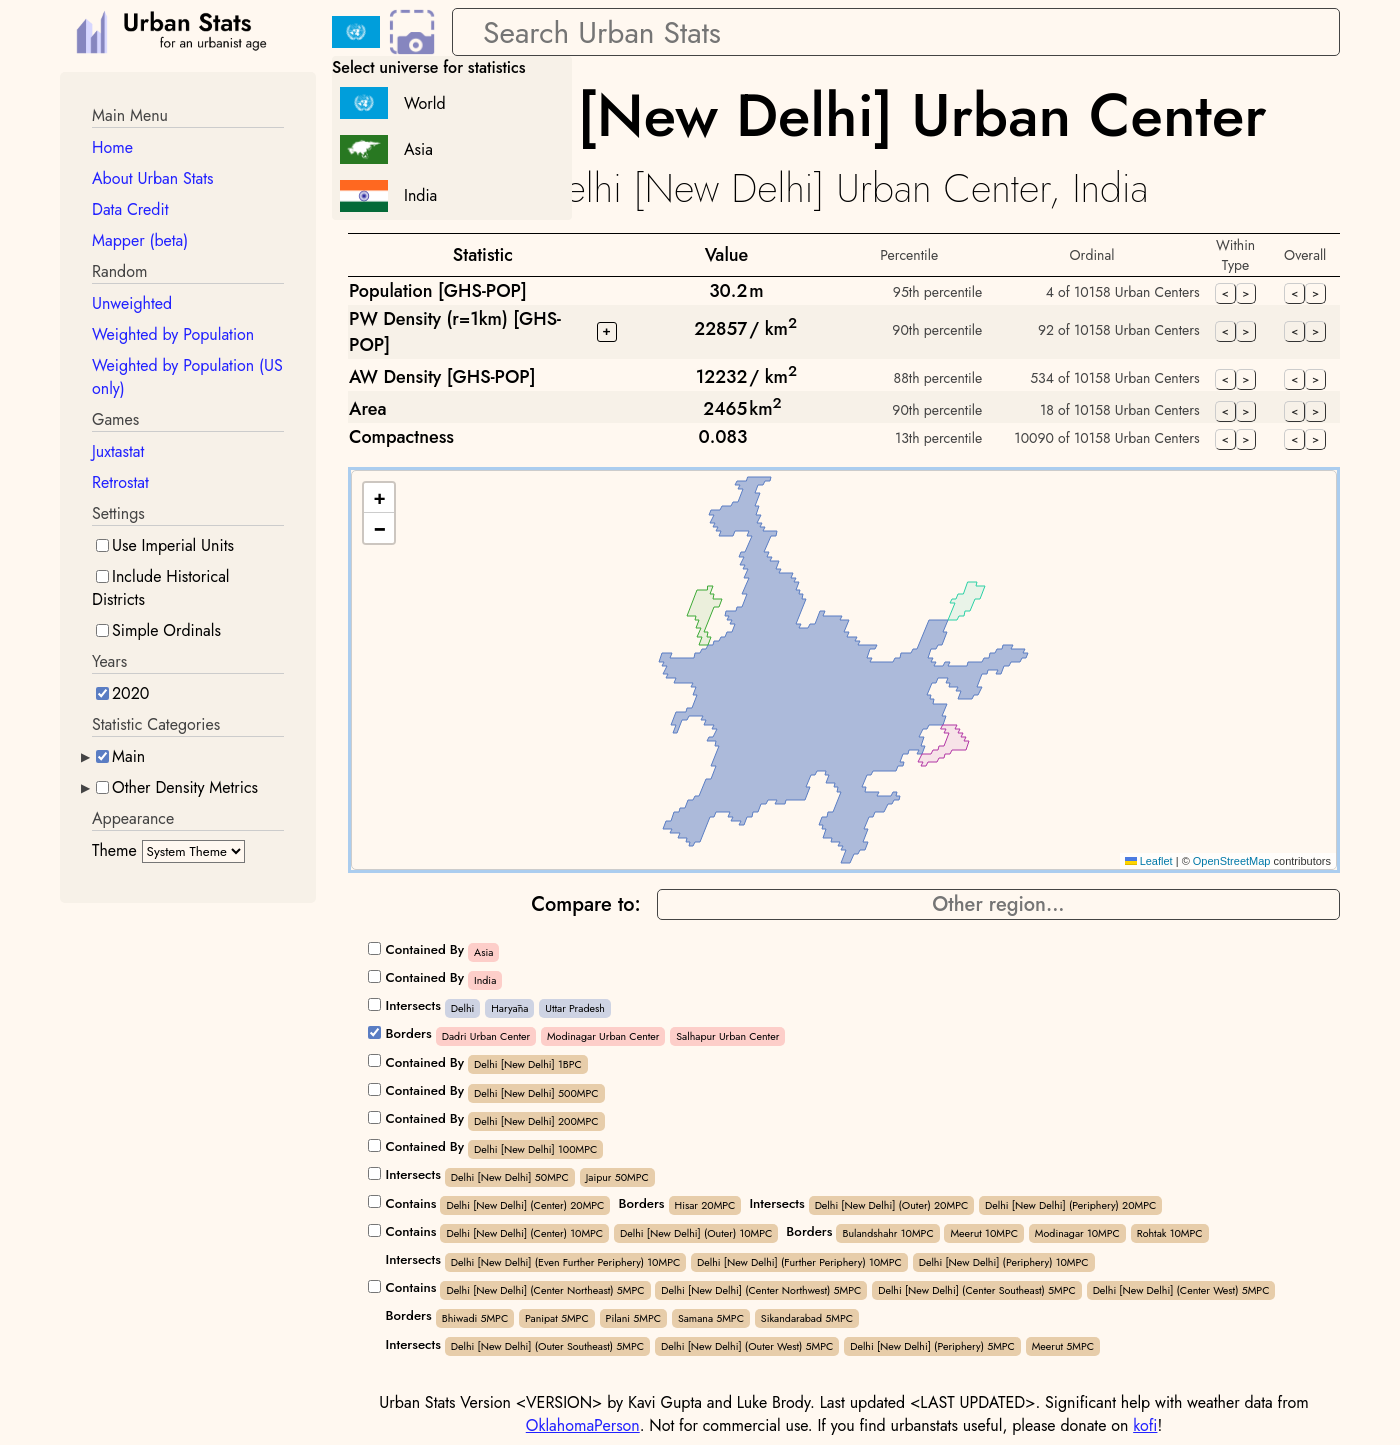 Urban Stats
for an urbanist age
Search Urban Stats
Select universe for statistics
World
Asia
India
[New Delhi] Urban Center
elhi [New Delhi] Urban Center, India
Main Menu
Home
About Urban Stats
Data Credit
Mapper (beta)
Random
Unweighted
Weighted by Population
Weighted by Population (US
only)
Games
Juxtastat
Retrostat
Settings
Use Imperial Units
Include Historical
Districts
Simple Ordinals
Years
2020
Statistic Categories
Main
Other Density Metrics
Appearance
Theme System Theme
Statistic Value Percentile Ordinal Within Type Overall
Population [GHS-POP] 30.2 m 95th percentile 4 of 10158 Urban Centers < > < >
PW Density (r=1km) [GHS-
POP] + 22857 / km2 90th percentile 92 of 10158 Urban Centers < > < >
AW Density [GHS-POP] 12232 / km2 88th percentile 534 of 10158 Urban Centers < > < >
Area 2465 km2 90th percentile 18 of 10158 Urban Centers < > < >
Compactness 0.083 13th percentile 10090 of 10158 Urban Centers < > < >
+
−
Leaflet | © OpenStreetMap contributors
Compare to: Other region...
Contained By Asia
Contained By India
Intersects Delhi Haryāna Uttar Pradesh
Borders Dadri Urban Center Modinagar Urban Center Salhapur Urban Center
Contained By Delhi [New Delhi] 1BPC
Contained By Delhi [New Delhi] 500MPC
Contained By Delhi [New Delhi] 200MPC
Contained By Delhi [New Delhi] 100MPC
Intersects Delhi [New Delhi] 50MPC Jaipur 50MPC
Contains Delhi [New Delhi] (Center) 20MPC Borders Hisar 20MPC Intersects Delhi [New Delhi] (Outer) 20MPC Delhi [New Delhi] (Periphery) 20MPC
Contains Delhi [New Delhi] (Center) 10MPC Delhi [New Delhi] (Outer) 10MPC Borders Bulandshahr 10MPC Meerut 10MPC Modinagar 10MPC Rohtak 10MPC
Intersects Delhi [New Delhi] (Even Further Periphery) 10MPC Delhi [New Delhi] (Further Periphery) 10MPC Delhi [New Delhi] (Periphery) 10MPC
Contains Delhi [New Delhi] (Center Northeast) 5MPC Delhi [New Delhi] (Center Northwest) 5MPC Delhi [New Delhi] (Center Southeast) 5MPC Delhi [New Delhi] (Center West) 5MPC
Borders Bhiwadi 5MPC Panipat 5MPC Pilani 5MPC Samana 5MPC Sikandarabad 5MPC
Intersects Delhi [New Delhi] (Outer Southeast) 5MPC Delhi [New Delhi] (Outer West) 5MPC Delhi [New Delhi] (Periphery) 5MPC Meerut 5MPC
Urban Stats Version <VERSION> by Kavi Gupta and Luke Brody. Last updated <LAST UPDATED>. Significant help with weather data from
OklahomaPerson. Not for commercial use. If you find urbanstats useful, please donate on kofi!